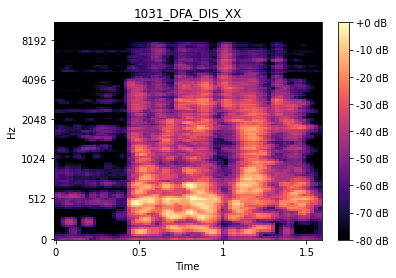 1031_DFA_DIS_XX
Hz
8192
4096
2048
1024
512
0
0
0.5
1
1.5
Time
+0 dB
-10 dB
-20 dB
-30 dB
-40 dB
-50 dB
-60 dB
-70 dB
-80 dB